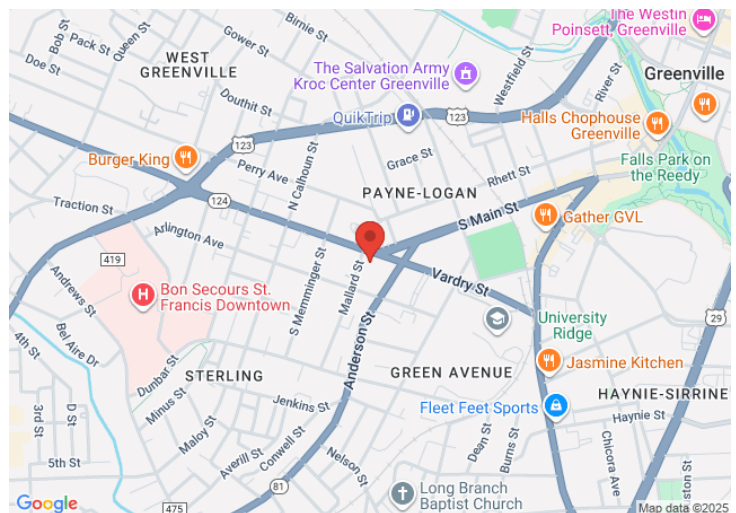 The Westin
Poinsett, Greenville
Birnie St
Bob St
Queen St
Pack St
Gower St
Doe St
WEST
GREENVILLE
The Salvation Army
Kroc Center Greenville
Westfield St
River St
Greenville
Douthit St
QuikTrip
123
Halls Chophouse
Greenville
123
Burger King
Perry Ave
N Calhoun St
Grace St
Falls Park on
the Reedy
Rhett St
PAYNE-LOGAN
124
Traction St
S Main St
Gather GVL
Arlington Ave
419
Andrews St
Bon Secours St.
Francis Downtown
H
S Memminger St
Mallard St
Vardry St
University
Ridge
29
4th St
Bel Aire Dr
Anderson St
Dunbar St
STERLING
GREEN AVENUE
Jasmine Kitchen
HAYNIE-SIRRINE
3rd St
D St
Minus St
Jenkins St
Fleet Feet Sports
Haynie St
Maloy St
Averill St
Conwell St
Dean St
Burns St
Chicora Ave
5th St
Nelson St
81
475
Long Branch
Baptist Church
Google
Map data ©2025